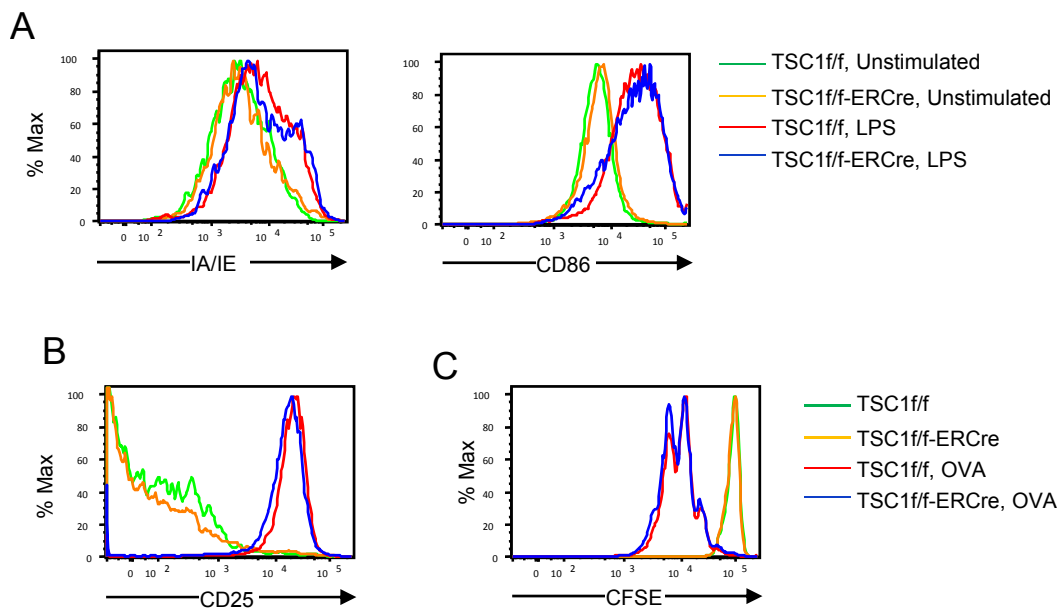 A
% Max
100
80
60
40
20
0
0 10 2 10 3 10 4 10 5
IA/IE
100
80
60
40
20
0
0 10 10 2 10 3 10 4 10 5
CD86
TSC1f/f, Unstimulated
TSC1f/f-ERCre, Unstimulated
TSC1f/f, LPS
TSC1f/f-ERCre, LPS
B
% Max
100
80
60
40
20
0
0 10 2 10 3 10 4 10 5
CD25
C
% Max
100
80
60
40
20
0
0 10 2 10 3 10 4 10 5
CFSE
TSC1f/f
TSC1f/f-ERCre
TSC1f/f, OVA
TSC1f/f-ERCre, OVA